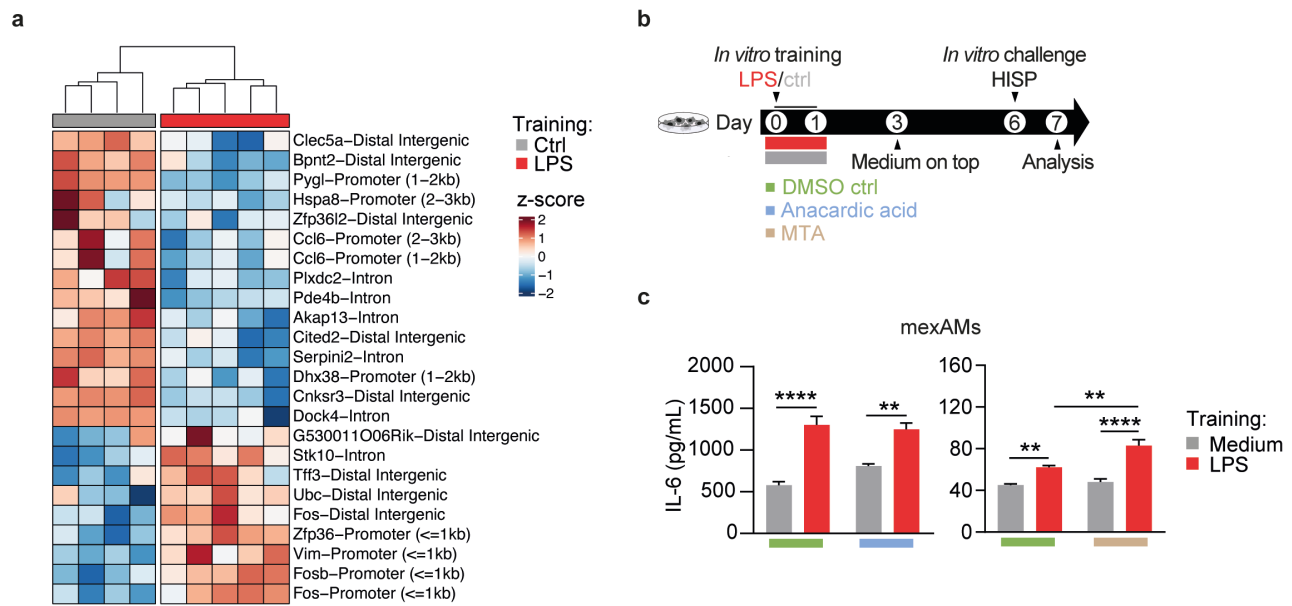 a
Clec5a–Distal Intergenic
Bpnt2–Distal Intergenic
Pygl–Promoter (1–2kb)
Hspa8–Promoter (2–3kb)
Zfp36l2–Distal Intergenic
Ccl6–Promoter (2–3kb)
Ccl6–Promoter (1–2kb)
Plxdc2–Intron
Pde4b–Intron
Akap13–Intron
Cited2–Distal Intergenic
Serpini2–Intron
Dhx38–Promoter (1–2kb)
Cnksr3–Distal Intergenic
Dock4–Intron
G530011O06Rik–Distal Intergenic
Stk10–Intron
Tff3–Distal Intergenic
Ubc–Distal Intergenic
Fos–Distal Intergenic
Zfp36–Promoter (<=1kb)
Vim–Promoter (<=1kb)
Fosb–Promoter (<=1kb)
Fos–Promoter (<=1kb)
Training:
Ctrl
LPS
z-score
2
1
0
−1
−2
b
In vitro training
LPS/ctrl
In vitro challenge
HISP
Day 0 1 3 6 7
Medium on top
Analysis
DMSO ctrl
Anacardic acid
MTA
c
mexAMs
IL-6 (pg/mL)
2000
1500
1000
500
0
****
**
160
120
80
40
0
**
**
****
Training:
Medium
LPS